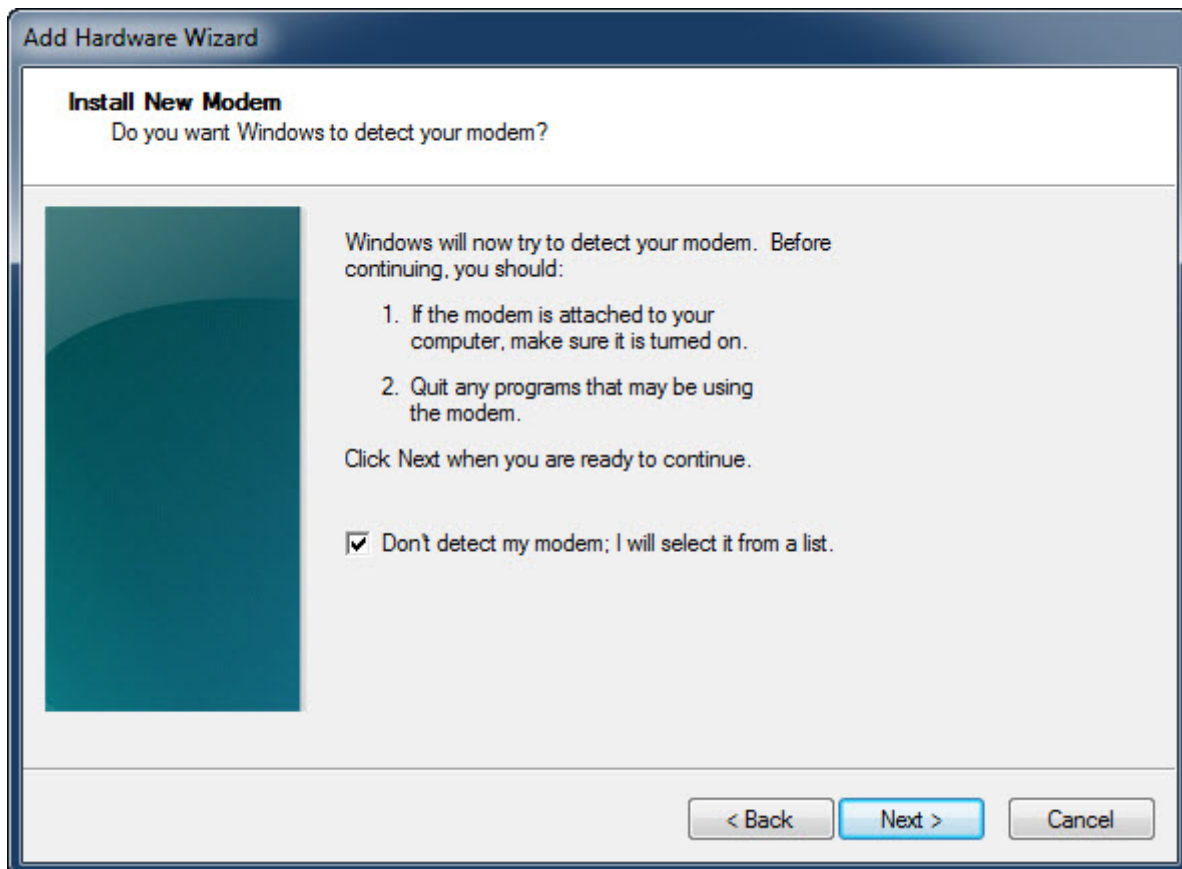 Add Hardware Wizard
Install New Modem
Do you want Windows to detect your modem?
Windows will now try to detect your modem.  Before
continuing, you should:
1. If the modem is attached to your
computer, make sure it is turned on.
2. Quit any programs that may be using
the modem.
Click Next when you are ready to continue.
Don't detect my modem; I will select it from a list.
< Back Next > Cancel